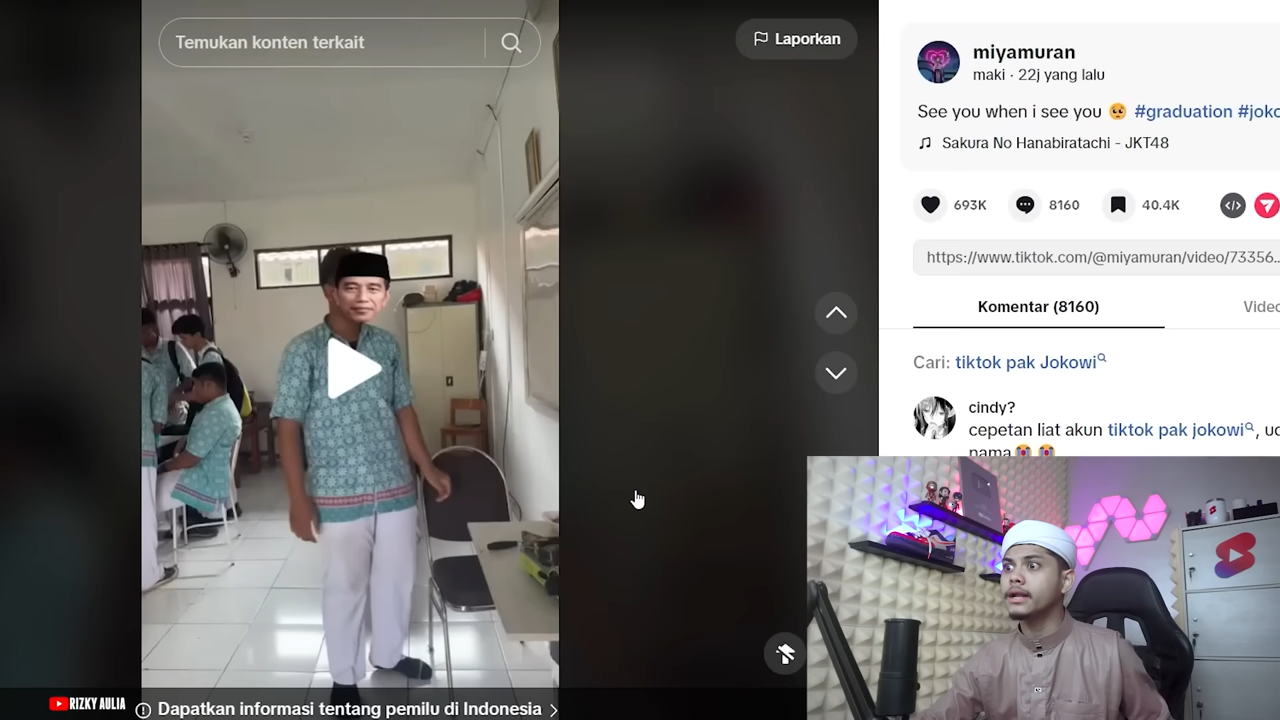 Temukan konten terkait
Laporkan
miyamuran
maki · 22j yang lalu
See you when i see you 🥺 #graduation #joko
Sakura No Hanabiratachi - JKT48
693K
8160
40.4K
https://www.tiktok.com/@miyamuran/video/73356...
Komentar (8160)
Video
Cari: tiktok pak Jokowi
cindy?
cepetan liat akun tiktok pak jokowi, ud
nama😭 😭
RIZKY AULIA
Dapatkan informasi tentang pemilu di Indonesia